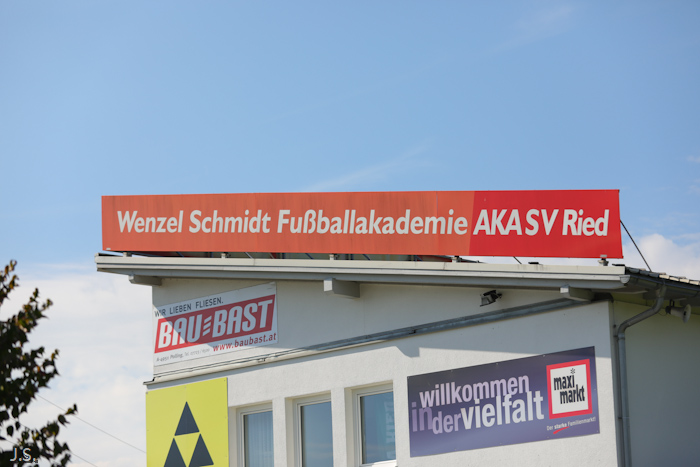 Wenzel Schmidt Fußballakademie AKA SV Ried
WIR LIEBEN FLIESEN.
BAU BAST
www.baubast.at
willkommen
in der vielfalt
maxi
markt
Der starke Familienmarkt!
J.S.